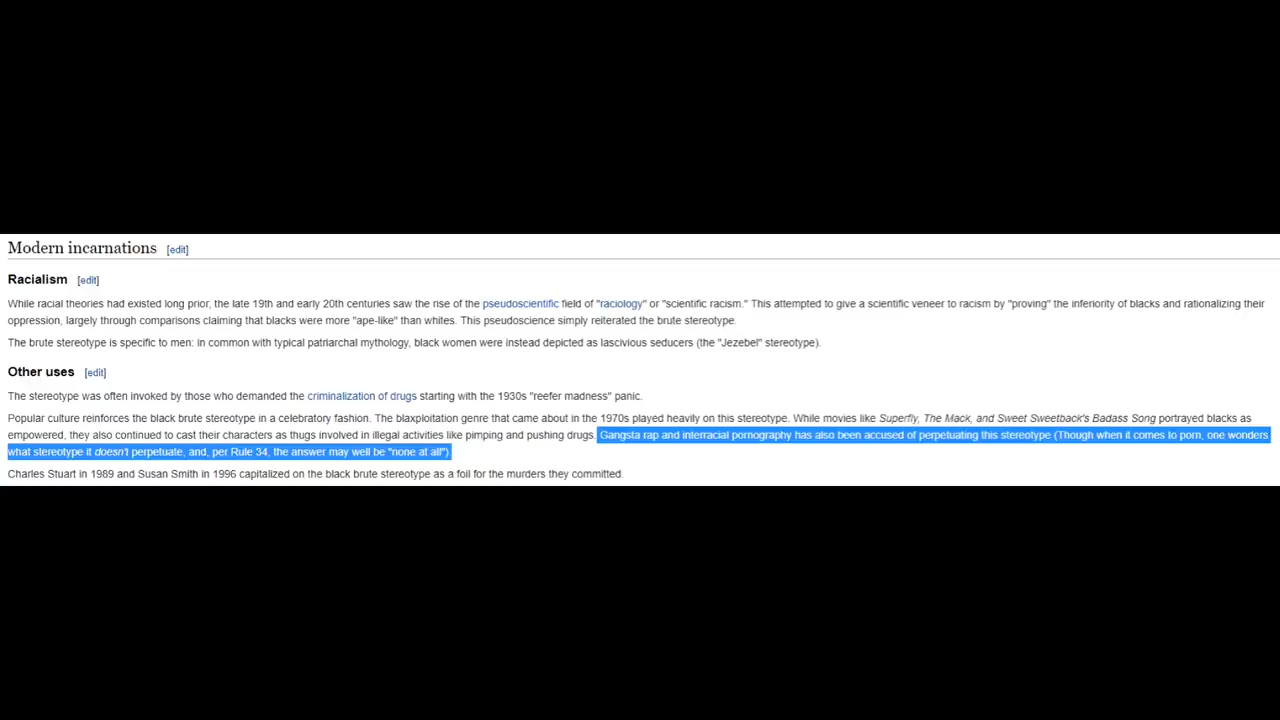 Modern incarnations [edit]
Racialism [edit]
While racial theories had existed long prior, the late 19th and early 20th centuries saw the rise of the pseudoscientific field of "raciology" or "scientific racism." This attempted to give a scientific veneer to racism by "proving" the inferiority of blacks and rationalizing their
oppression, largely through comparisons claiming that blacks were more "ape-like" than whites. This pseudoscience simply reiterated the brute stereotype.
The brute stereotype is specific to men: in common with typical patriarchal mythology, black women were instead depicted as lascivious seducers (the "Jezebel" stereotype).
Other uses [edit]
The stereotype was often invoked by those who demanded the criminalization of drugs starting with the 1930s "reefer madness" panic.
Popular culture reinforces the black brute stereotype in a celebratory fashion. The blaxploitation genre that came about in the 1970s played heavily on this stereotype. While movies like Superfly, The Mack, and Sweet Sweetback's Badass Song portrayed blacks as
empowered, they also continued to cast their characters as thugs involved in illegal activities like pimping and pushing drugs. Gangsta rap and interracial pornography has also been accused of perpetuating this stereotype (Though when it comes to porn, one wonders
what stereotype it doesn't perpetuate, and, per Rule 34, the answer may well be "none at all").
Charles Stuart in 1989 and Susan Smith in 1996 capitalized on the black brute stereotype as a foil for the murders they committed.